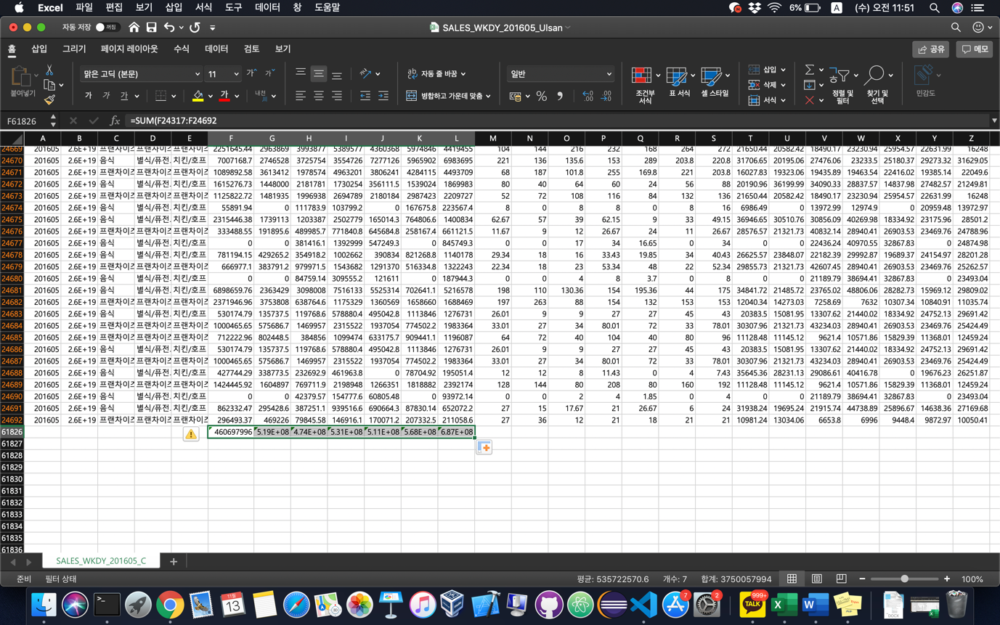 Excel 파일 편집 보기 삽입 서식 도구 데이터 창 도움말 6% A (수) 오전 11:51
자동 저장 꺼짐 SALES_WKDY_201605_Ulsan
홈 삽입 그리기 페이지 레이아웃 수식 데이터 검토 보기 공유 메모
붙여넣기 맑은 고딕 (본문) 11 가 가 가 가 가 가 내천 자동 줄 바꿈 병합하고 가운데 맞춤 일반 % 조건부 서식 표 서식 셀 스타일 삽입 삭제 서식 정렬 및 필터 찾기 및 선택 민감도
F61826 fx =SUM(F24317:F24692
A B C D E F G H I J K L M N O P Q R S T U V W X Y Z
24669 201605 2.6E+19 프랜차이즈 프랜차이즈 프랜차이즈 2251645.44 2963869 3993877 5389577 4360368 5974846 4419455 104 144 216 232 168 264 272 21650.44 20582.42 18490.17 23230.94 25954.57 22631.99 16248
24670 201605 2.6E+19 음식 별식/퓨전. 치킨/호프 7007168.7 2746528 3725754 3554726 7277126 5965902 6983695 221 136 135.6 153 289 203.8 220.8 31706.65 20195.06 27476.06 23233.5 25180.37 29273.32 31629.05
24671 201605 2.6E+19 프랜차이즈 프랜차이즈 프랜차이즈 1089892.58 3613412 1978574 4963201 3806241 4284115 4493709 68 187 101.8 255 169.8 221 203.8 16027.83 19323.06 19435.89 19463.54 22416.02 19385.14 22049.6
24672 201605 2.6E+19 음식 별식/퓨전. 치킨/호프 1615276.73 1448000 2181781 1730254 356111.5 1539024 1869983 80 40 64 60 24 56 88 20190.96 36199.99 34090.33 28837.57 14837.98 27482.57 21249.81
24673 201605 2.6E+19 프랜차이즈 프랜차이즈 프랜차이즈 1125822.72 1481935 1996938 2694789 2180184 2987423 2209727 52 72 108 116 84 132 136 21650.44 20582.42 18490.17 23230.94 25954.57 22631.99 16248
24674 201605 2.6E+19 음식 별식/퓨전. 치킨/호프 55891.94 0 111783.9 103799.2 0 167675.8 223567.4 8 0 8 8 0 8 16 6986.49 0 13972.99 12974.9 0 20959.48 13972.97
24675 201605 2.6E+19 음식 별식/퓨전. 치킨/호프 2315446.38 1739113 1203387 2502779 165014.3 764806.6 1400834 62.67 57 39 62.15 9 33 49.15 36946.65 30510.76 30856.09 40269.98 18334.92 23175.96 28501.2
24676 201605 2.6E+19 프랜차이즈 프랜차이즈 프랜차이즈 333488.55 191895.6 489985.7 771840.8 645684.8 258167.4 661121.5 11.67 9 12 26.67 24 11 26.67 28576.57 21321.73 40832.14 28940.41 26903.53 23469.76 24788.96
24677 201605 2.6E+19 음식 별식/퓨전. 치킨/호프 0 0 381416.1 1392999 547249.3 0 845749.3 0 0 17 34 16.65 0 34 0 0 22436.24 40970.55 32867.83 0 24874.98
24678 201605 2.6E+19 음식 별식/퓨전. 치킨/호프 781194.15 429265.2 354918.2 1002662 390834 821268.8 1140178 29.34 18 16 33.43 19.85 34 40.43 26625.57 23848.07 22182.39 29992.87 19689.37 24154.97 28201.28
24679 201605 2.6E+19 프랜차이즈 프랜차이즈 프랜차이즈 666977.1 383791.2 979971.5 1543682 1291370 516334.8 1322243 22.34 18 23 53.34 48 22 52.34 29855.73 21321.73 42607.45 28940.41 26903.53 23469.76 25262.57
24680 201605 2.6E+19 음식 별식/퓨전. 치킨/호프 0 0 84759.14 309555.2 121611 0 187944.3 0 0 4 8 3.7 0 8 0 0 21189.79 38694.41 32867.83 0 23493.04
24681 201605 2.6E+19 음식 별식/퓨전. 치킨/호프 6898659.76 2363429 3098008 7516133 5525314 702641.1 5216578 198 110 130.36 154 195.36 44 175 34841.72 21485.72 23765.02 48806.06 28282.73 15969.12 29809.02
24682 201605 2.6E+19 프랜차이즈 프랜차이즈 프랜차이즈 2371946.96 3753808 638764.6 1175329 1360569 1658660 1688469 197 263 88 154 132 153 153 12040.34 14273.03 7258.69 7632 10307.34 10840.91 11035.74
24683 201605 2.6E+19 음식 별식/퓨전. 치킨/호프 530174.79 135737.5 119768.6 578880.4 495042.8 1113846 1276731 26.01 9 9 27 27 45 43 20383.5 15081.95 13307.62 21440.02 18334.92 24752.13 29691.42
24684 201605 2.6E+19 프랜차이즈 프랜차이즈 프랜차이즈 1000465.65 575686.7 1469957 2315522 1937054 774502.2 1983364 33.01 27 34 80.01 72 33 78.01 30307.96 21321.73 43234.03 28940.41 26903.53 23469.76 25424.49
24685 201605 2.6E+19 프랜차이즈 프랜차이즈 프랜차이즈 712222.96 802448.5 384856 1099474 633175.7 909441.1 1196087 64 72 40 104 40 80 96 11128.48 11145.12 9621.4 10571.86 15829.39 11368.01 12459.24
24686 201605 2.6E+19 음식 별식/퓨전. 치킨/호프 530174.79 135737.5 119768.6 578880.4 495042.8 1113846 1276731 26.01 9 9 27 27 45 43 20383.5 15081.95 13307.62 21440.02 18334.92 24752.13 29691.42
24687 201605 2.6E+19 프랜차이즈 프랜차이즈 프랜차이즈 1000465.65 575686.7 1469957 2315522 1937054 774502.2 1983364 33.01 27 34 80.01 72 33 78.01 30307.96 21321.73 43234.03 28940.41 26903.53 23469.76 25424.49
24688 201605 2.6E+19 음식 별식/퓨전. 치킨/호프 427744.29 338773.5 232692.9 461963.8 0 78704.92 195051.4 12 12 8 11.43 0 4 7.43 35645.36 28231.13 29086.61 40416.78 0 19676.23 26251.87
24689 201605 2.6E+19 프랜차이즈 프랜차이즈 프랜차이즈 1424445.92 1604897 769711.9 2198948 1266351 1818882 2392174 128 144 80 208 80 160 192 11128.48 11145.12 9621.4 10571.86 15829.39 11368.01 12459.24
24690 201605 2.6E+19 음식 별식/퓨전. 치킨/호프 0 0 42379.57 154777.6 60805.48 0 93972.14 0 0 2 4 1.85 0 4 0 0 21189.79 38694.41 32867.83 0 23493.04
24691 201605 2.6E+19 음식 별식/퓨전. 치킨/호프 862332.47 295428.6 387251.1 939516.6 690664.3 87830.14 652072.2 27 15 17.67 21 26.67 6 24 31938.24 19695.24 21915.74 44738.89 25896.67 14638.36 27169.68
24692 201605 2.6E+19 프랜차이즈 프랜차이즈 프랜차이즈 296493.37 469226 79845.58 146916.1 170071.2 207332.5 211058.6 27 36 12 21 18 21 21 10981.24 13034.06 6653.8 6996 9448.4 9872.97 10050.41
61826 460697996 5.19E+08 4.74E+08 5.31E+08 5.11E+08 5.68E+08 6.87E+08
61827
61828
61829
61830
61831
61832
61833
61834
61835
61836
SALES_WKDY_201605_C +
준비 필터 상태 평균: 535722570.6 개수: 7 합계: 3750057994 100%
11월 13 3D 7 2 999+ TALK X W DOCX